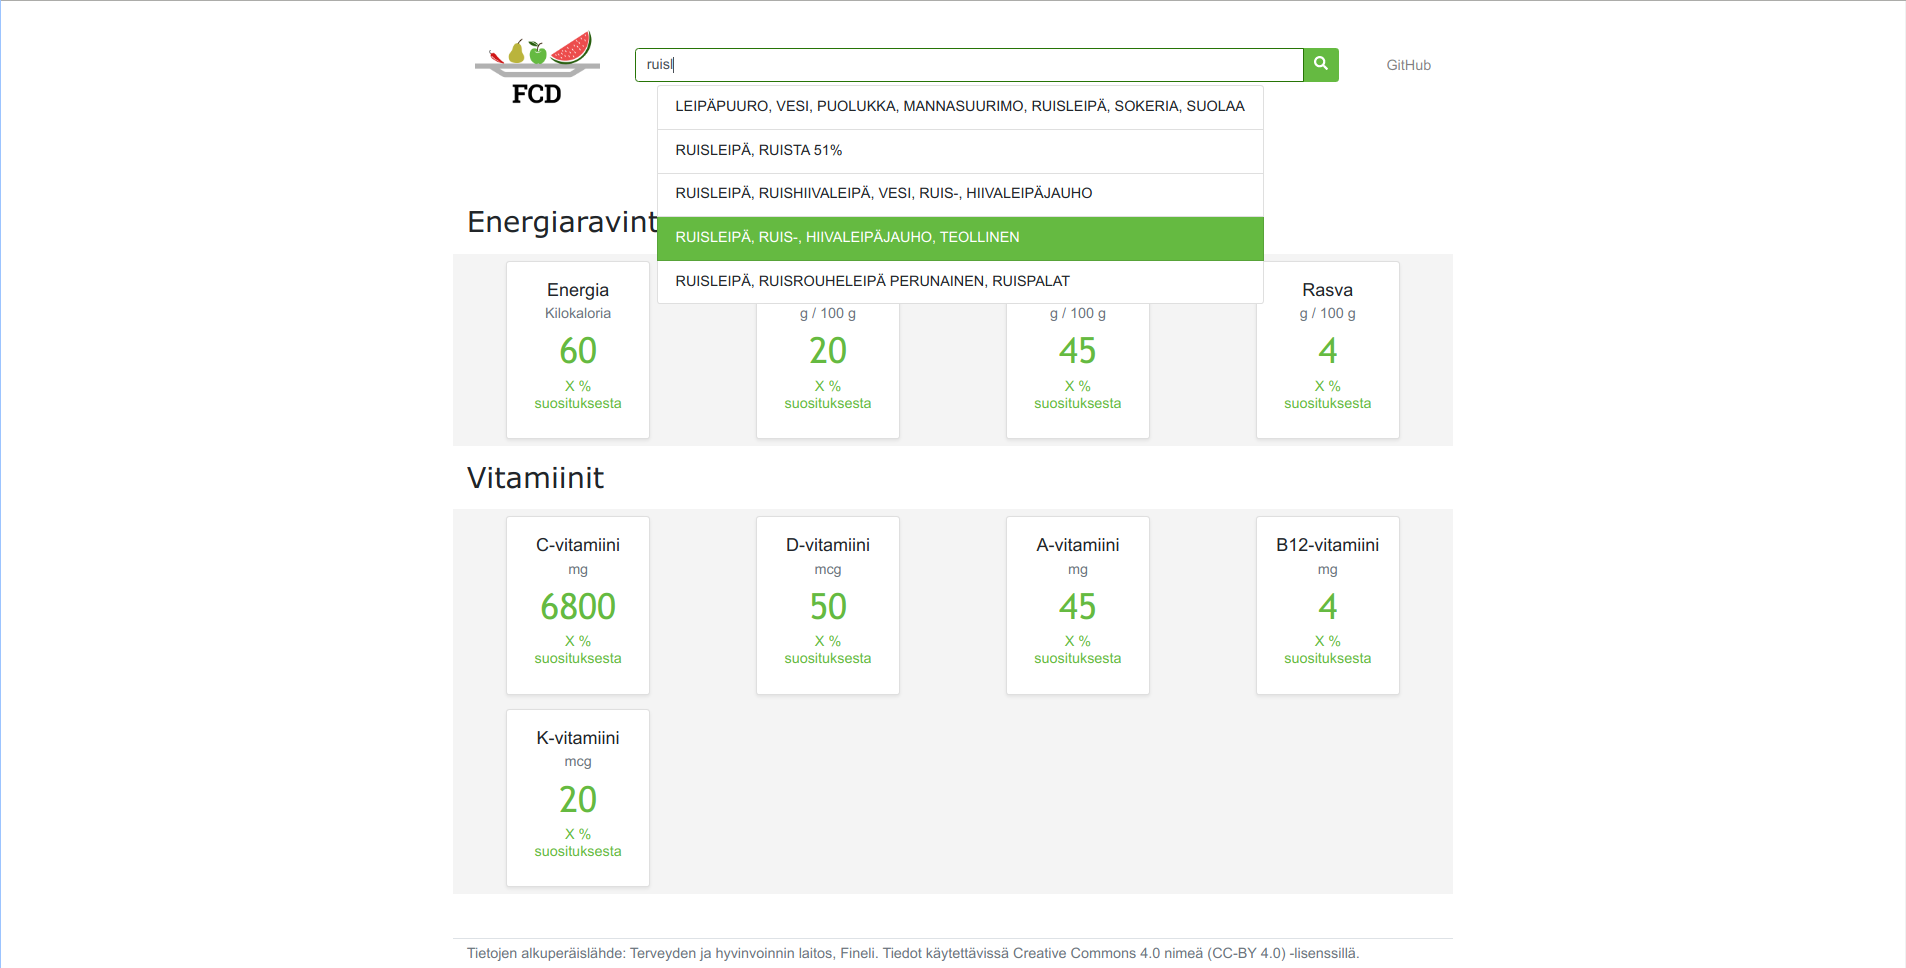 FCD
ruisl
GitHub
LEIPÄPUURO, VESI, PUOLUKKA, MANNASUURIMO, RUISLEIPÄ, SOKERIA, SUOLAA
RUISLEIPÄ, RUISTA 51%
RUISLEIPÄ, RUISHIIVALEIPÄ, VESI, RUIS-, HIIVALEIPÄJAUHO
RUISLEIPÄ, RUIS-, HIIVALEIPÄJAUHO, TEOLLINEN
RUISLEIPÄ, RUISROUHELEIPÄ PERUNAINEN, RUISPALAT
Energiaravint
Energia
Kilokaloria
60
X %
suosituksesta
g / 100 g
20
X %
suosituksesta
g / 100 g
45
X %
suosituksesta
Rasva
g / 100 g
4
X %
suosituksesta
Vitamiinit
C-vitamiini
mg
6800
X %
suosituksesta
D-vitamiini
mcg
50
X %
suosituksesta
A-vitamiini
mg
45
X %
suosituksesta
B12-vitamiini
mg
4
X %
suosituksesta
K-vitamiini
mcg
20
X %
suosituksesta
Tietojen alkuperäislähde: Terveyden ja hyvinvoinnin laitos, Fineli. Tiedot käytettävissä Creative Commons 4.0 nimeä (CC-BY 4.0) -lisenssillä.